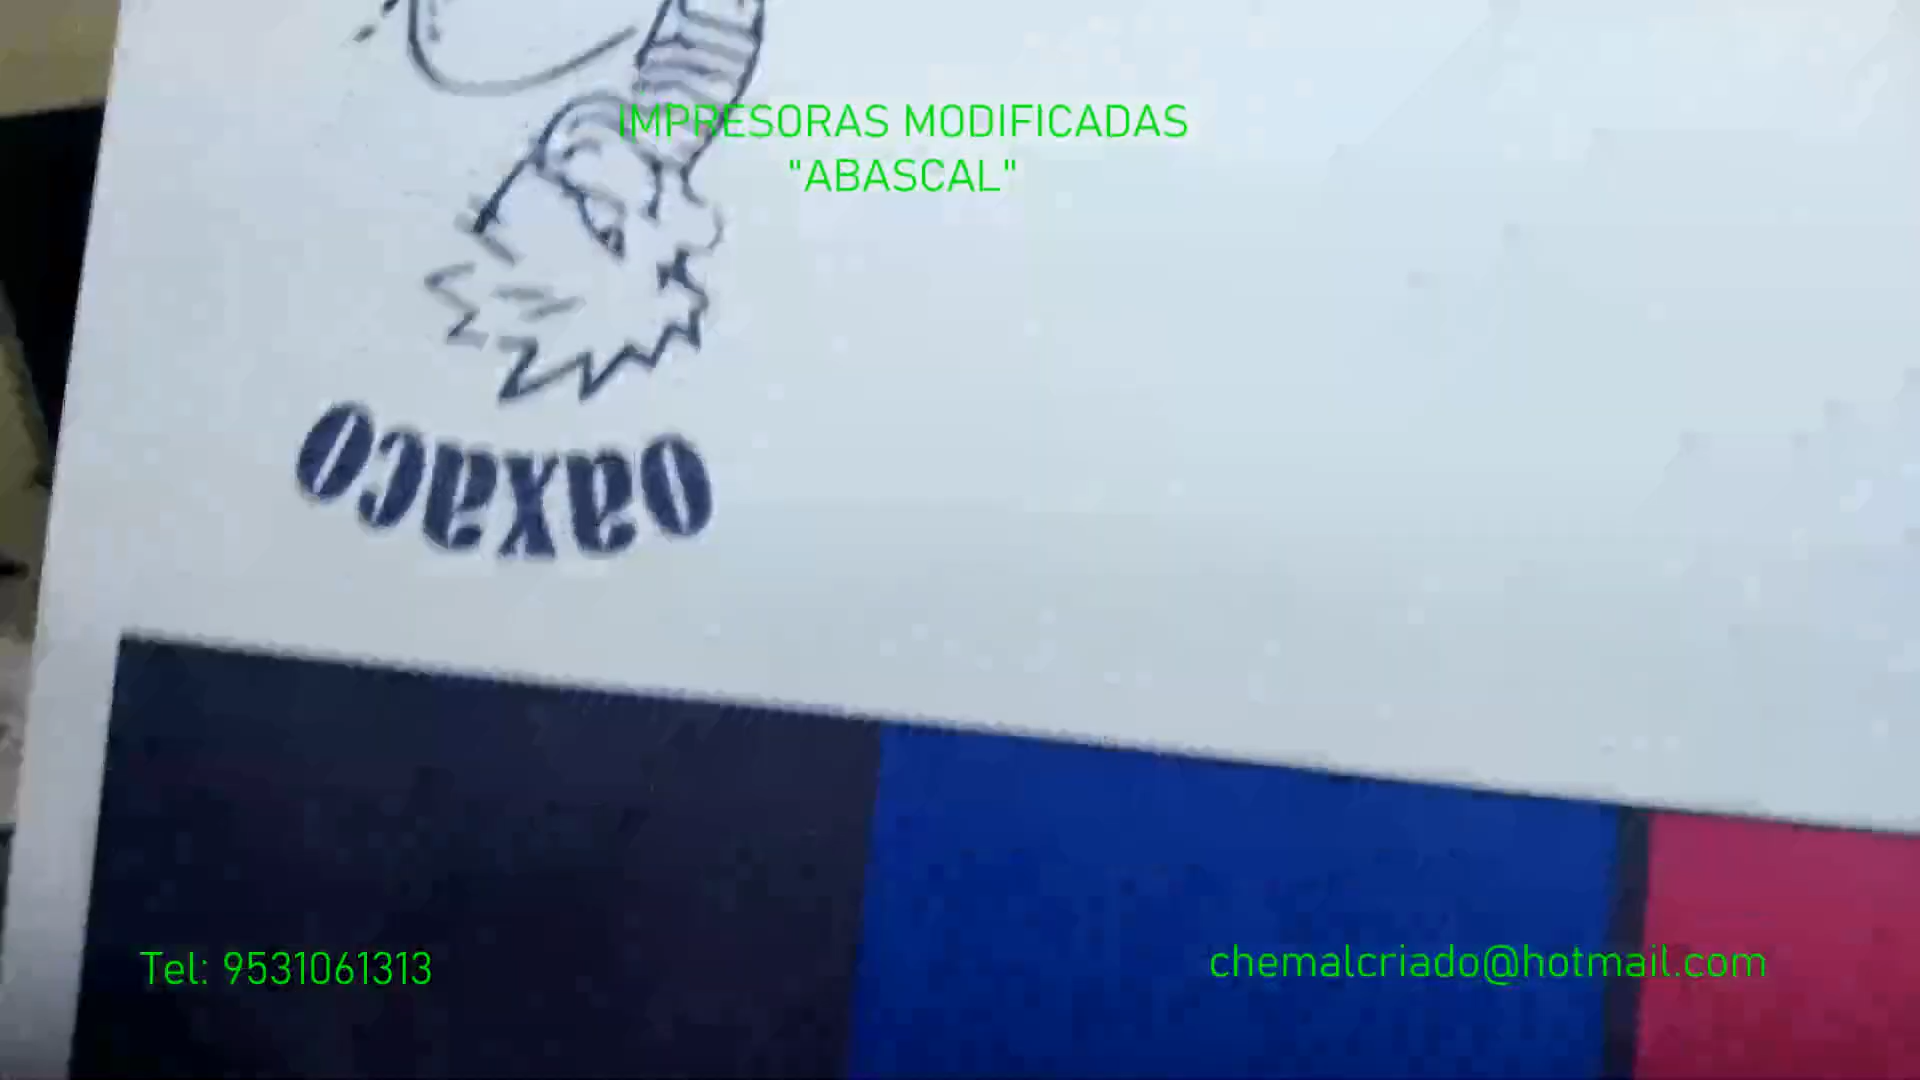 IMPRESORAS MODIFICADAS
"ABASCAL"
oaxaco
Tel: 9531061313
chemalcriado@hotmail.com